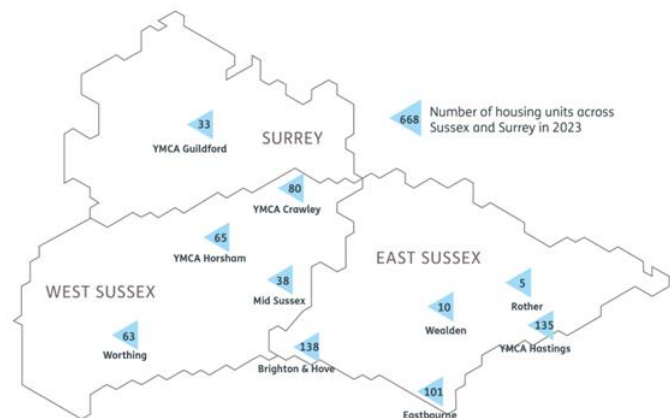 668
Number of housing units across
Sussex and Surrey in 2023
33
YMCA Guildford
SURREY
80
YMCA Crawley
65
YMCA Horsham
38
Mid Sussex
WEST SUSSEX
63
Worthing
EAST SUSSEX
5
Rother
10
Wealden
135
YMCA Hastings
138
Brighton & Hove
101
Eastbourne